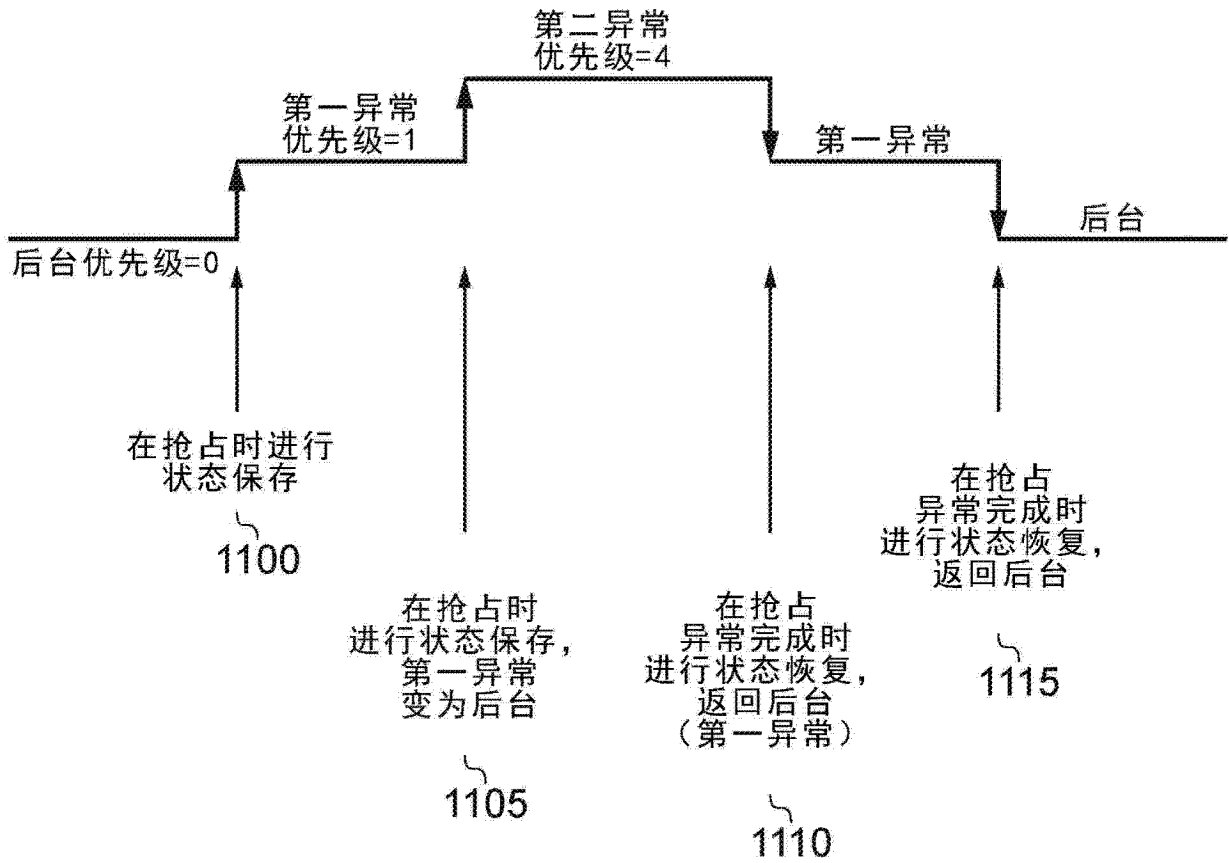 第二异常
优先级=4
第一异常
优先级=1
第一异常
后台
后台优先级=0
在抢占时进行
状态保存
1100
在抢占时
进行状态保存，
第一异常
变为后台
1105
在抢占
异常完成时
进行状态恢复，
返回后台
（第一异常）
1110
在抢占
异常完成时
进行状态恢复，
返回后台
1115